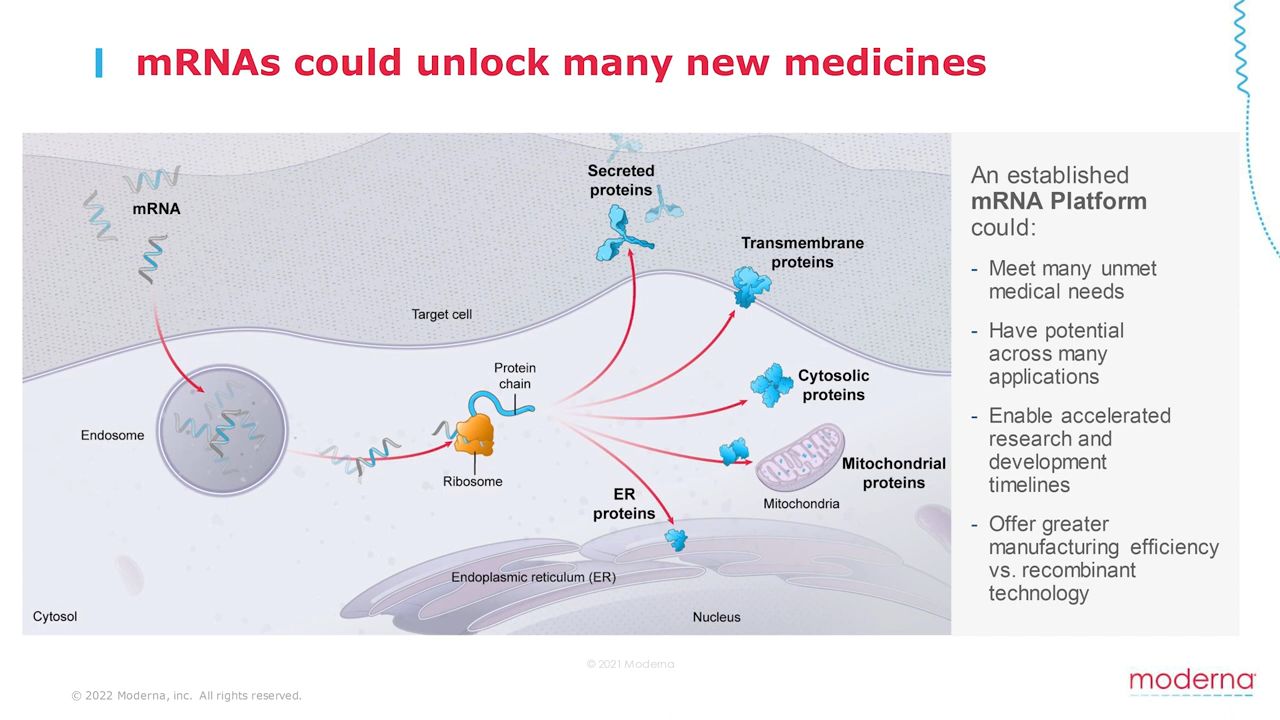 mRNAs could unlock many new medicines
mRNA
Secreted
proteins
Transmembrane
proteins
Target cell
Protein
chain
Cytosolic
proteins
Endosome
Ribosome
Mitochondrial
proteins
Mitochondria
ER
proteins
Endoplasmic reticulum (ER)
Cytosol
Nucleus
An established
mRNA Platform
could:
- Meet many unmet
medical needs
- Have potential
across many
applications
- Enable accelerated
research and
development
timelines
- Offer greater
manufacturing efficiency
vs. recombinant
technology
© 2021 Moderna
© 2022 Moderna, inc. All rights reserved.
moderna